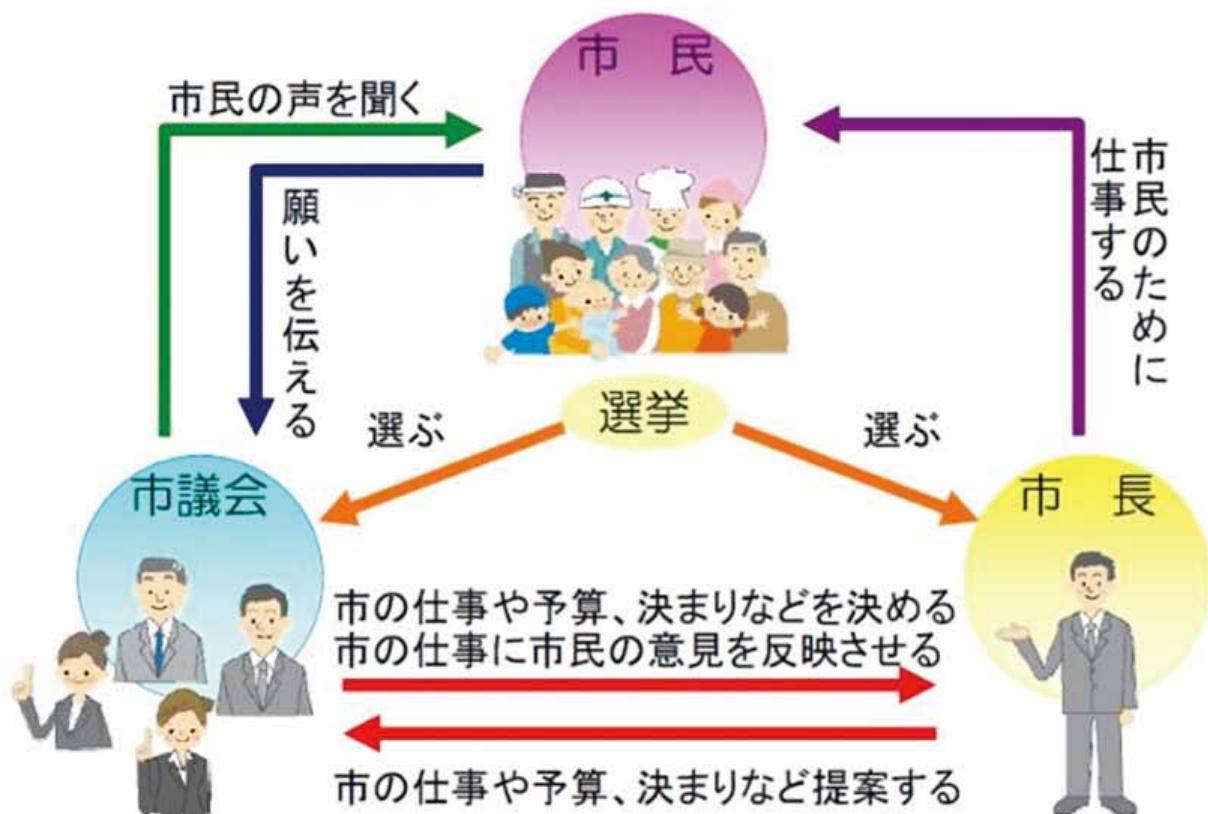 市 民
市民の声を聞く
願いを伝える
市民のために
仕事する
選挙
選ぶ
選ぶ
市議会
市 長
市の仕事や予算、決まりなどを決める
市の仕事に市民の意見を反映させる
市の仕事や予算、決まりなど提案する